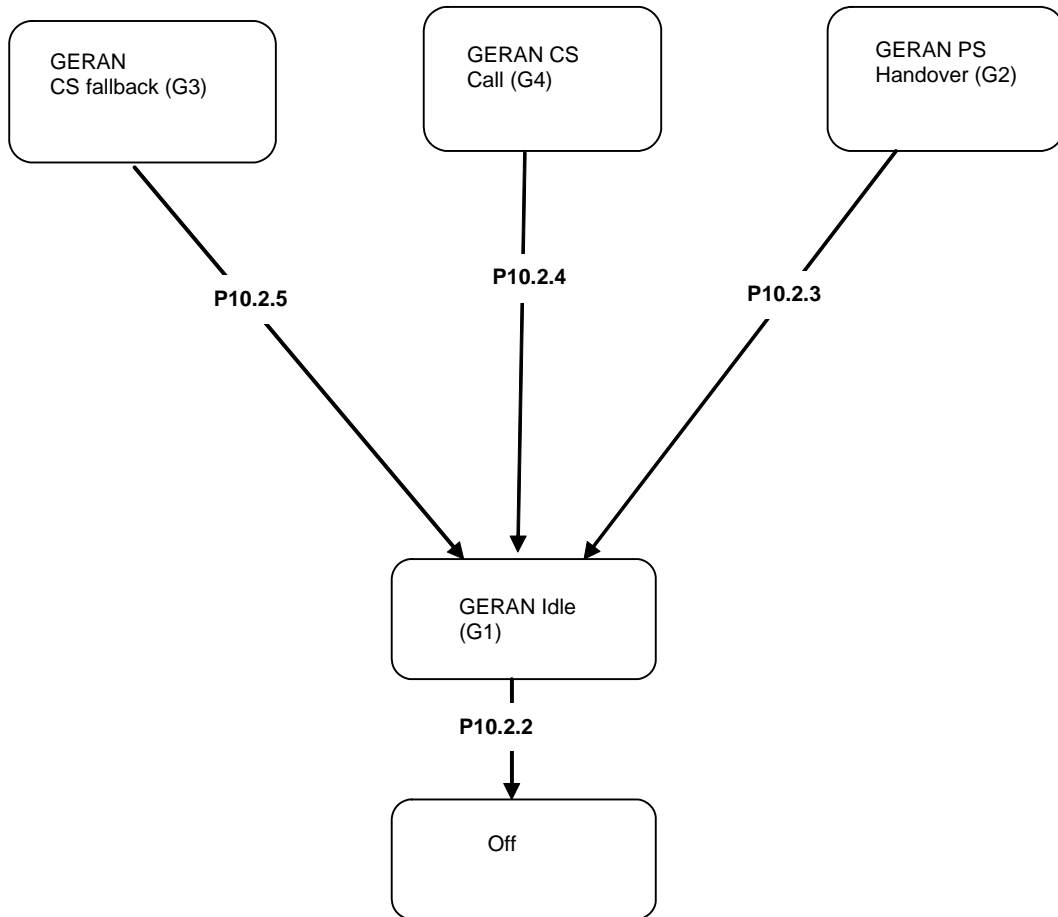 GERAN
CS fallback (G3)
GERAN CS
Call (G4)
GERAN PS
Handover (G2)
P10.2.5
P10.2.4
P10.2.3
GERAN Idle
(G1)
P10.2.2
Off